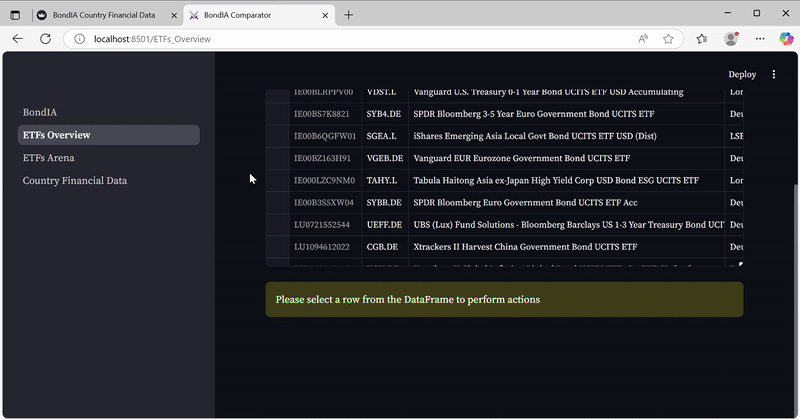 BondIA Country Financial Data
BondIA Comparator
localhost:8501/ETFs_Overview
Deploy
BondIA
ETFs Overview
ETFs Arena
Country Financial Data
IE00BLRPPV00 VDST.L Vanguard U.S. Treasury 0-1 Year Bond UCITS ETF USD Accumulating Lon
IE00BS7K8821 SYB4.DE SPDR Bloomberg 3-5 Year Euro Government Bond UCITS ETF Deu
IE00B6QGFW01 SGEA.L iShares Emerging Asia Local Govt Bond UCITS ETF USD (Dist) LSE
IE00BZ163H91 VGEB.DE Vanguard EUR Eurozone Government Bond UCITS ETF Deu
IE000LZC9NM0 TAHY.L Tabula Haitong Asia ex-Japan High Yield Corp USD Bond ESG UCITS ETF Lon
IE00B3S5XW04 SYBB.DE SPDR Bloomberg Euro Government Bond UCITS ETF Acc Deu
LU0721552544 UEFF.DE UBS (Lux) Fund Solutions - Bloomberg Barclays US 1-3 Year Treasury Bond UCIT Deu
LU1094612022 CGB.DE Xtrackers II Harvest China Government Bond UCITS ETF Deu
Please select a row from the DataFrame to perform actions